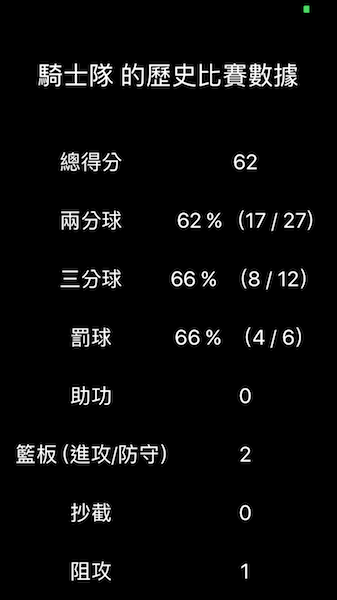 騎士隊 的歷史比賽數據
總得分 62
兩分球 62 % (17 / 27)
三分球 66 % (8 / 12)
罰球 66 % (4 / 6)
助功 0
籃板 (進攻/防守) 2
抄截 0
阻攻 1